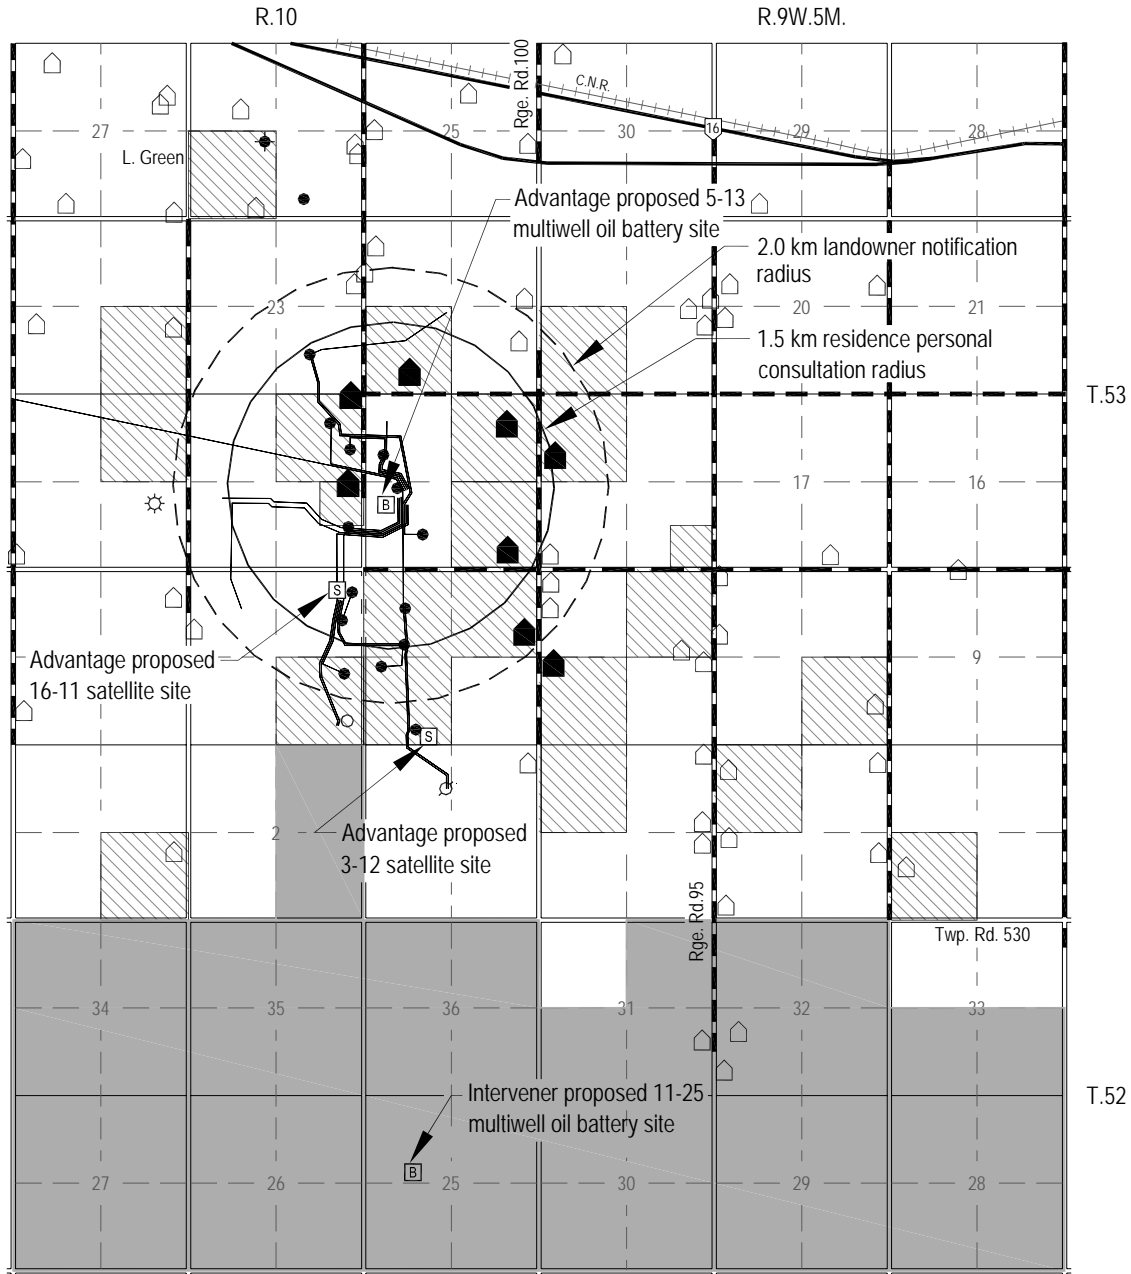 R.10
R.9W.5M.
Rge. Rd.100
C.N.R.
16
27
25
30
29
28
L. Green
Advantage proposed 5-13
multiwell oil battery site
2.0 km landowner notification
radius
23
20
21
1.5 km residence personal
consultation radius
T.53
B
17
16
S
Advantage proposed
16-11 satellite site
9
S
2
Advantage proposed
3-12 satellite site
Rge. Rd.95
Twp. Rd. 530
34
35
36
31
32
33
Intervener proposed 11-25
multiwell oil battery site
T.52
B
27
26
25
30
29
28